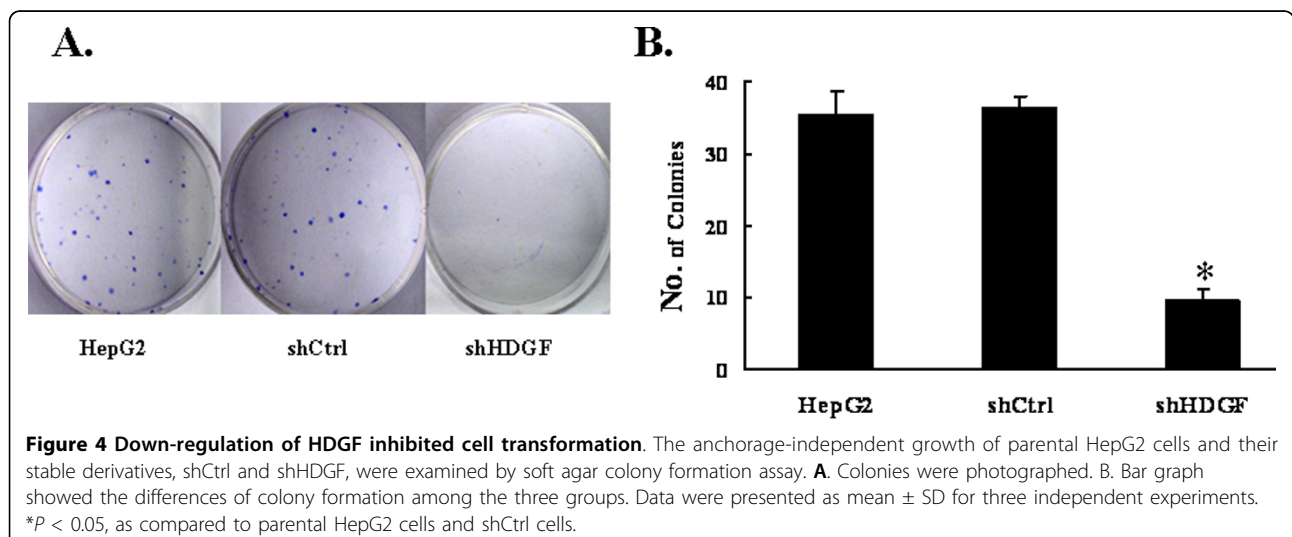 A.
B.
HepG2 shCtrl shHDGF
No. of Colonies
40
30
20
10
0
*
HepG2 shCtrl shHDGF
Figure 4 Down-regulation of HDGF inhibited cell transformation. The anchorage-independent growth of parental HepG2 cells and their
stable derivatives, shCtrl and shHDGF, were examined by soft agar colony formation assay. A. Colonies were photographed. B. Bar graph
showed the differences of colony formation among the three groups. Data were presented as mean ± SD for three independent experiments.
*P < 0.05, as compared to parental HepG2 cells and shCtrl cells.